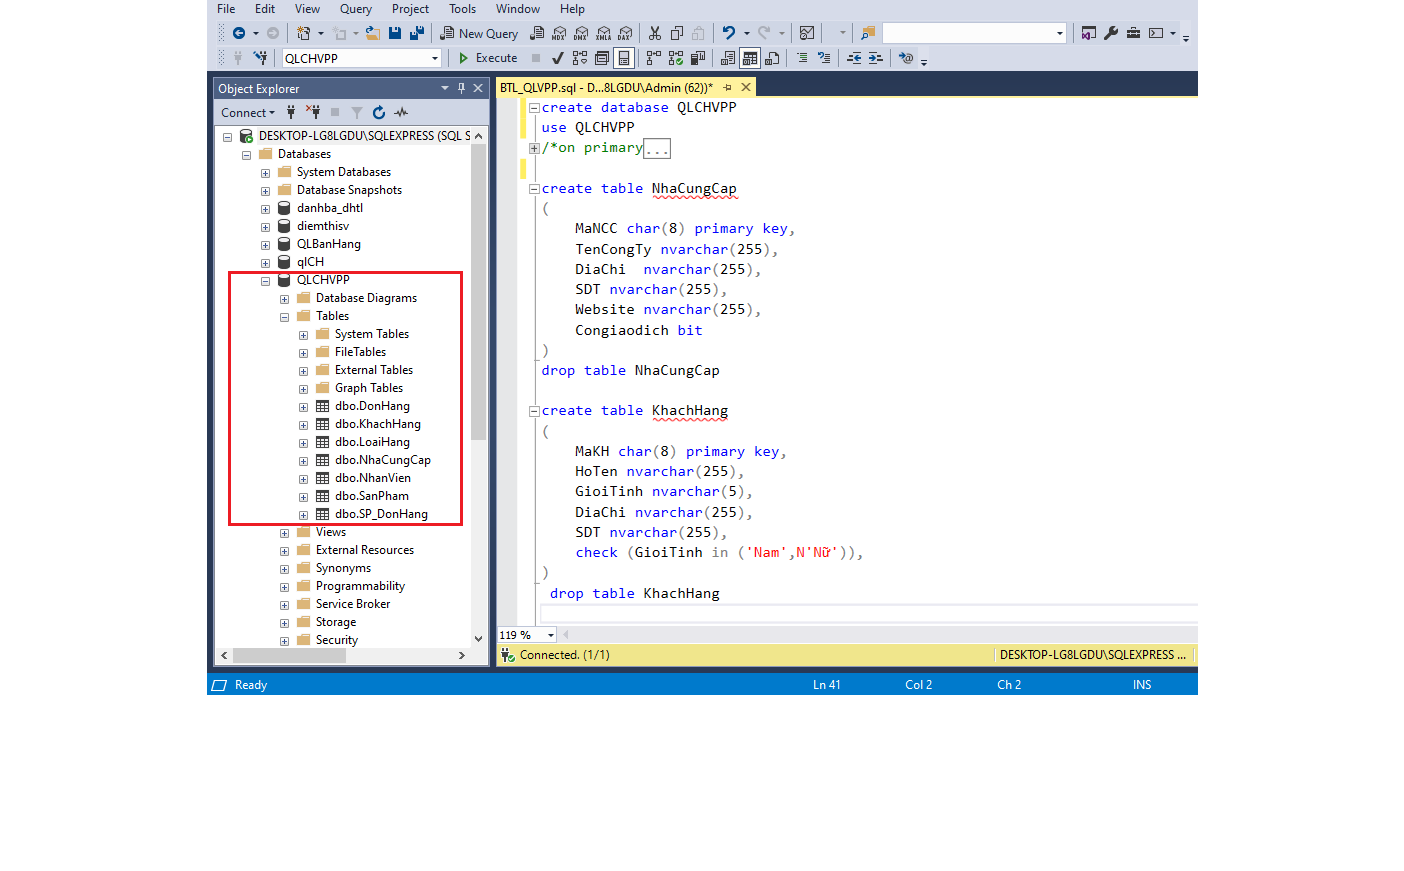 File Edit View Query Project Tools Window Help
New Query MDX DMX XMLA DAX
QLCHVPP Execute
Object Explorer
Connect
DESKTOP-LG8LGDU\SQLEXPRESS (SQL S
Databases
System Databases
Database Snapshots
danhba_dhtl
diemthisv
QLBanHang
qlCH
QLCHVPP
Database Diagrams
Tables
System Tables
FileTables
External Tables
Graph Tables
dbo.DonHang
dbo.KhachHang
dbo.LoaiHang
dbo.NhaCungCap
dbo.NhanVien
dbo.SanPham
dbo.SP_DonHang
Views
External Resources
Synonyms
Programmability
Service Broker
Storage
Security
BTL_QLVPP.sql - D...8LGDU\Admin (62))*
create database QLCHVPP
use QLCHVPP
/*on primary...
create table NhaCungCap
(
MaNCC char(8) primary key,
TenCongTy nvarchar(255),
DiaChi  nvarchar(255),
SDT nvarchar(255),
Website nvarchar(255),
Congiaodich bit
)
drop table NhaCungCap
create table KhachHang
(
MaKH char(8) primary key,
HoTen nvarchar(255),
GioiTinh nvarchar(5),
DiaChi nvarchar(255),
SDT nvarchar(255),
check (GioiTinh in ('Nam',N'Nữ')),
)
drop table KhachHang
119 %
Connected. (1/1) DESKTOP-LG8LGDU\SQLEXPRESS ...
Ready Ln 41 Col 2 Ch 2 INS